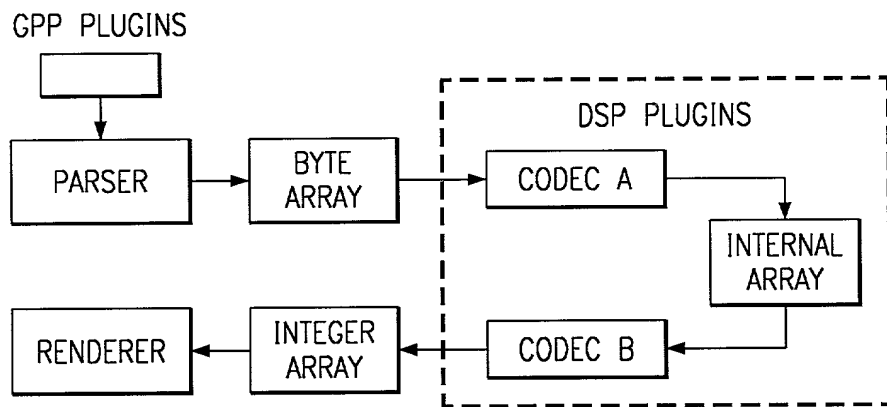 GPP PLUGINS
DSP PLUGINS
PARSER
BYTE
ARRAY
CODEC A
INTERNAL
ARRAY
RENDERER
INTEGER
ARRAY
CODEC B